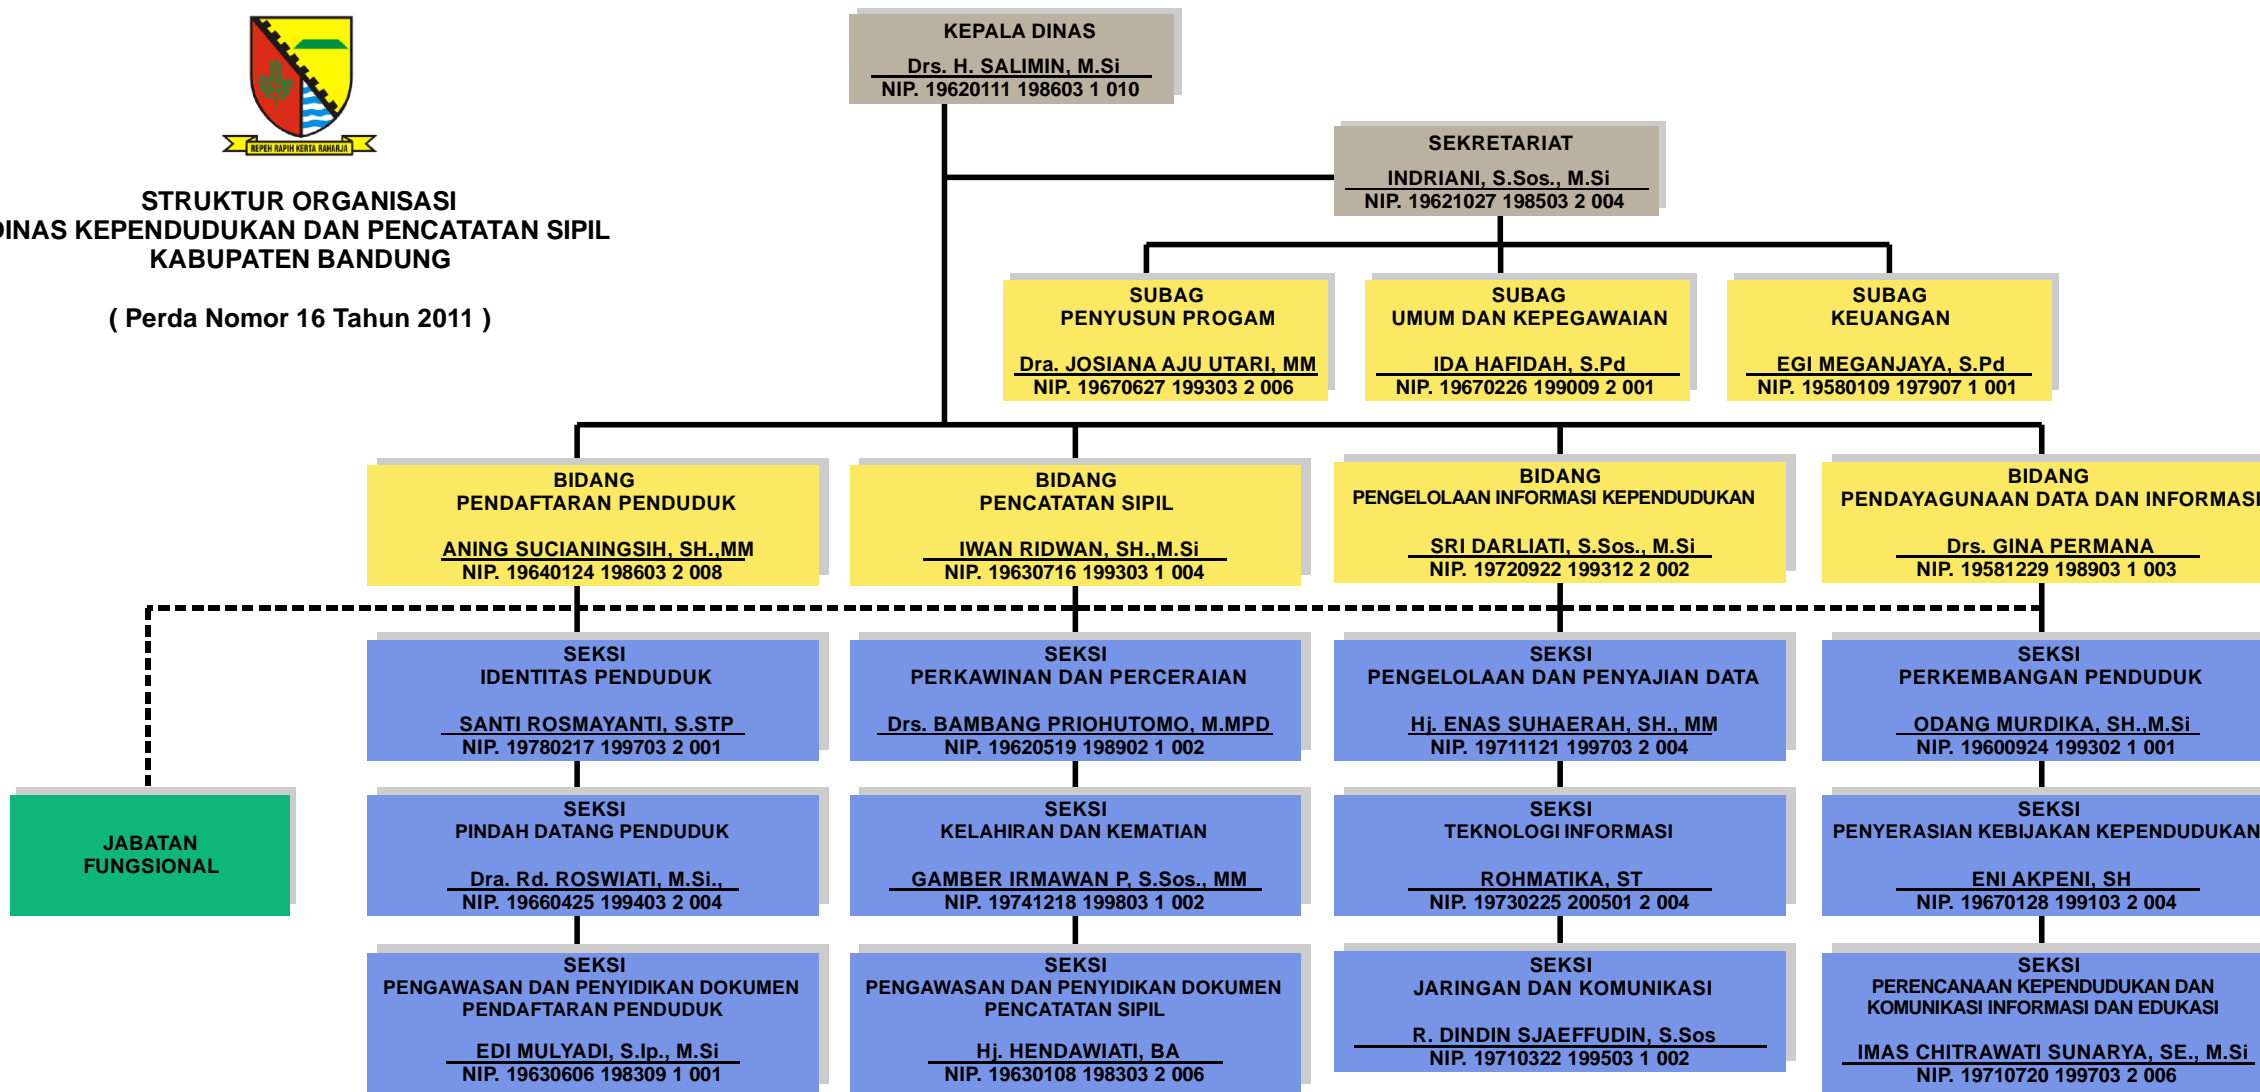 REPEH RAPIH KERTA RAHARJA
STRUKTUR ORGANISASI
DINAS KEPENDUDUKAN DAN PENCATATAN SIPIL
KABUPATEN BANDUNG
( Perda Nomor 16 Tahun 2011 )
KEPALA DINAS
Drs. H. SALIMIN, M.Si
NIP. 19620111 198603 1 010
SEKRETARIAT
INDRIANI, S.Sos., M.Si
NIP. 19621027 198503 2 004
SUBAG
PENYUSUN PROGAM
Dra. JOSIANA AJU UTARI, MM
NIP. 19670627 199303 2 006
SUBAG
UMUM DAN KEPEGAWAIAN
IDA HAFIDAH, S.Pd
NIP. 19670226 199009 2 001
SUBAG
KEUANGAN
EGI MEGANJAYA, S.Pd
NIP. 19580109 197907 1 001
BIDANG
PENDAFTARAN PENDUDUK
ANING SUCIANINGSIH, SH.,MM
NIP. 19640124 198603 2 008
BIDANG
PENCATATAN SIPIL
IWAN RIDWAN, SH.,M.Si
NIP. 19630716 199303 1 004
BIDANG
PENGELOLAAN INFORMASI KEPENDUDUKAN
SRI DARLIATI, S.Sos., M.Si
NIP. 19720922 199312 2 002
BIDANG
PENDAYAGUNAAN DATA DAN INFORMASI
Drs. GINA PERMANA
NIP. 19581229 198903 1 003
SEKSI
IDENTITAS PENDUDUK
SANTI ROSMAYANTI, S.STP
NIP. 19780217 199703 2 001
SEKSI
PERKAWINAN DAN PERCERAIAN
Drs. BAMBANG PRIOHUTOMO, M.MPD
NIP. 19620519 198902 1 002
SEKSI
PENGELOLAAN DAN PENYAJIAN DATA
Hj. ENAS SUHAERAH, SH., MM
NIP. 19711121 199703 2 004
SEKSI
PERKEMBANGAN PENDUDUK
ODANG MURDIKA, SH.,M.Si
NIP. 19600924 199302 1 001
JABATAN
FUNGSIONAL
SEKSI
PINDAH DATANG PENDUDUK
Dra. Rd. ROSWIATI, M.Si.,
NIP. 19660425 199403 2 004
SEKSI
KELAHIRAN DAN KEMATIAN
GAMBER IRMAWAN P, S.Sos., MM
NIP. 19741218 199803 1 002
SEKSI
TEKNOLOGI INFORMASI
ROHMATIKA, ST
NIP. 19730225 200501 2 004
SEKSI
PENYERASIAN KEBIJAKAN KEPENDUDUKAN
ENI AKPENI, SH
NIP. 19670128 199103 2 004
SEKSI
PENGAWASAN DAN PENYIDIKAN DOKUMEN
PENDAFTARAN PENDUDUK
EDI MULYADI, S.Ip., M.Si
NIP. 19630606 198309 1 001
SEKSI
PENGAWASAN DAN PENYIDIKAN DOKUMEN
PENCATATAN SIPIL
Hj. HENDAWIATI, BA
NIP. 19630108 198303 2 006
SEKSI
JARINGAN DAN KOMUNIKASI
R. DINDIN SJAEFFUDIN, S.Sos
NIP. 19710322 199503 1 002
SEKSI
PERENCANAAN KEPENDUDUKAN DAN
KOMUNIKASI INFORMASI DAN EDUKASI
IMAS CHITRAWATI SUNARYA, SE., M.Si
NIP. 19710720 199703 2 006